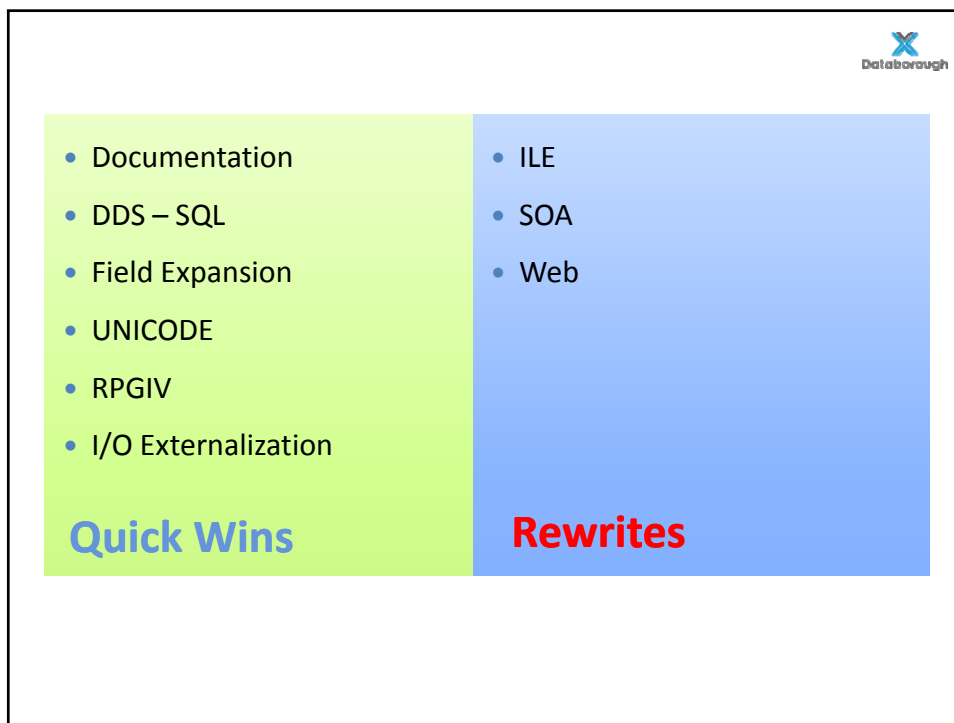 Databorough
• Documentation
• DDS – SQL
• Field Expansion
• UNICODE
• RPGIV
• I/O Externalization
Quick Wins
• ILE
• SOA
• Web
Rewrites